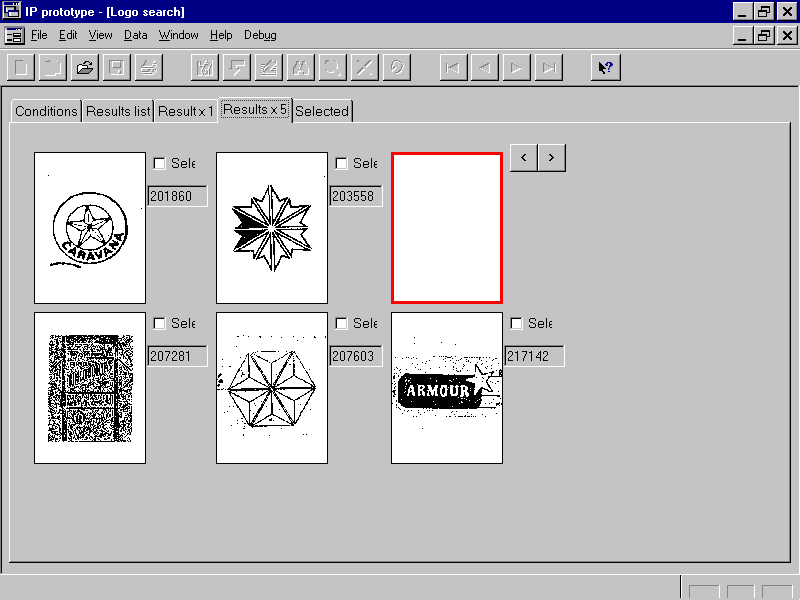 IP prototype - [Logo search]
File Edit View Data Window Help Debug
Conditions Results list Result x 1 Results x 5 Selected
Sele
201860
CARAVANA
Sele
203558
< >
Sele
207281
Sele
207603
ARMOUR
Sele
217142